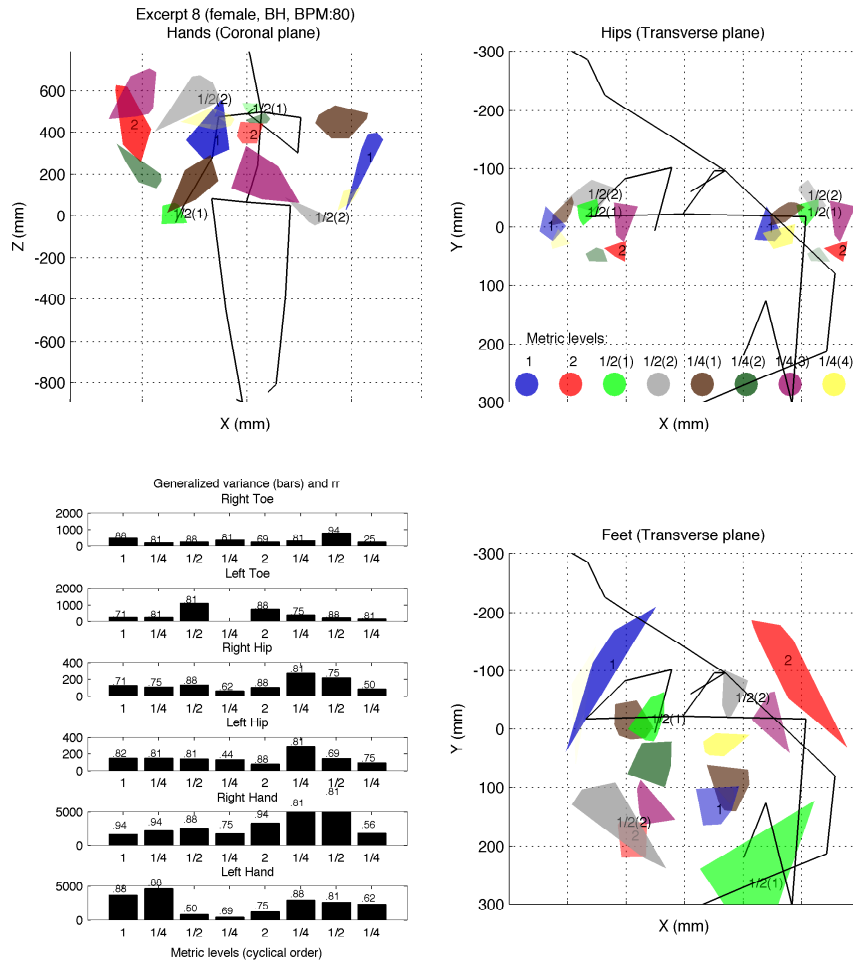 Excerpt 8 (female, BH, BPM:80)
Hands (Coronal plane)
600
400
200
0
-200
-400
-600
-800
Z (mm)
X (mm)
2
1/2(2)
1
1/2(1)
2
1
1/2(1)
1/2(2)
Hips (Transverse plane)
-300
-200
-100
0
100
200
300
Y (mm)
X (mm)
1/2(2)
1/2(1)
1
2
1/2(2)
1/2(1)
1
2
Metric levels:
1 2 1/2(1) 1/2(2) 1/4(1) 1/4(2) 1/4(3) 1/4(4)
Generalized variance (bars) and
Right Toe
2000
1000
0
.81 .88 .81 .69 .81 .94 .25
1 1/4 1/2 1/4 2 1/4 1/2 1/4
Left Toe
2000
1000
0
.71 .81 .81 .88 .75 .88 .81
1 1/4 1/2 1/4 2 1/4 1/2 1/4
Right Hip
400
200
0
.71 .75 .88 .62 .88 .81 .75 .50
1 1/4 1/2 1/4 2 1/4 1/2 1/4
Left Hip
400
200
0
.82 .81 .81 .44 .88 .81 .69 .75
1 1/4 1/2 1/4 2 1/4 1/2 1/4
Right Hand
5000
0
.94 .94 .88 .75 .94 .81 .81 .56
1 1/4 1/2 1/4 2 1/4 1/2 1/4
Left Hand
5000
0
.88 .50 .69 .75 .88 .81 .62
1 1/4 1/2 1/4 2 1/4 1/2 1/4
Metric levels (cyclical order)
Feet (Transverse plane)
-300
-200
-100
0
100
200
300
Y (mm)
X (mm)
1
2
1/2(2)
1/2(1)
1
1/2(2)
2
1/2(1)